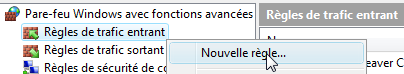 Pare-feu Windows avec fonctions avancées
Règles de trafic entrant
Règles de trafic sortant
Règles de sécurité de co
Nouvelle règle...
Règles de trafic entrant
eaver C